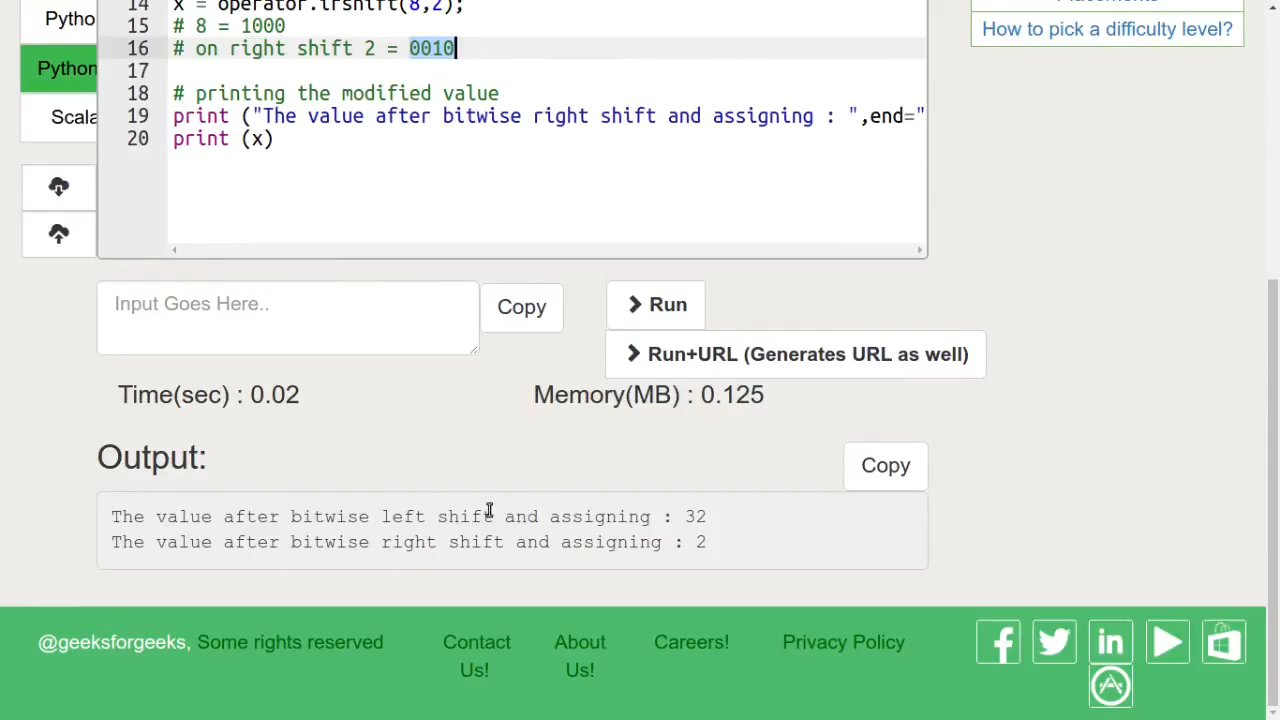 Pytho
Python
Scala
14 x = operator.irshift(8,2);
15 # 8 = 1000
16 # on right shift 2 = 0010
17
18 # printing the modified value
19 print ("The value after bitwise right shift and assigning : ",end="
20 print (x)
Placements
How to pick a difficulty level?
Input Goes Here..
Copy
Run
Run+URL (Generates URL as well)
Time(sec) : 0.02
Memory(MB) : 0.125
Output:
Copy
The value after bitwise left shift and assigning : 32
The value after bitwise right shift and assigning : 2
@geeksforgeeks, Some rights reserved
Contact
Us!
About
Us!
Careers!
Privacy Policy